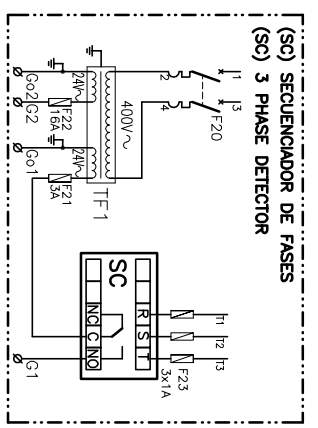 (SC) SECUENCIADOR DE FASES
(SC) 3 PHASE DETECTOR
1
3
F20
2
4
400V~
TF1
24V~
24V~
F22
16A
F21
3A
Go2
G2
Go1
G1
T1
T2
T3
F23
3x1A
R S T
SC
NC C NO